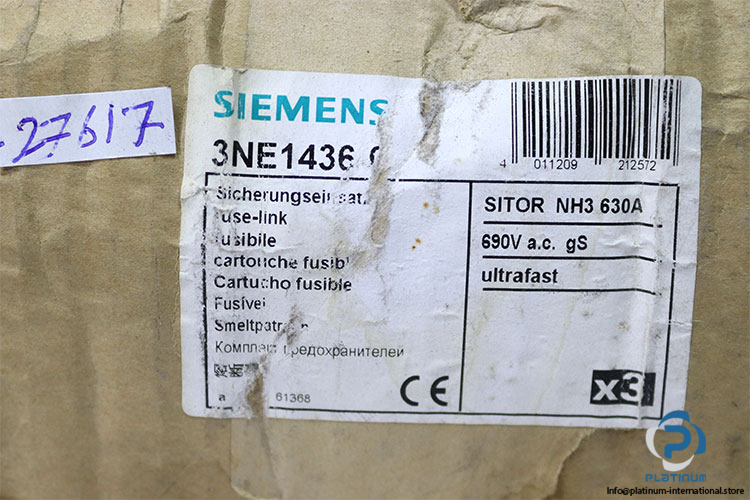 -27617
SIEMENS
3NE1436
4 011209 212572
Sicherungseinsatz
fuse-link
fusibile
cartouche fusible
Cartucho fusible
Fusível
Smeltpatroon
Комплект предохранителей
a 61368
CE
SITOR NH3 630A
690V a.c. gS
ultrafast
x3
PLATINUM
Info@platinum-international.store